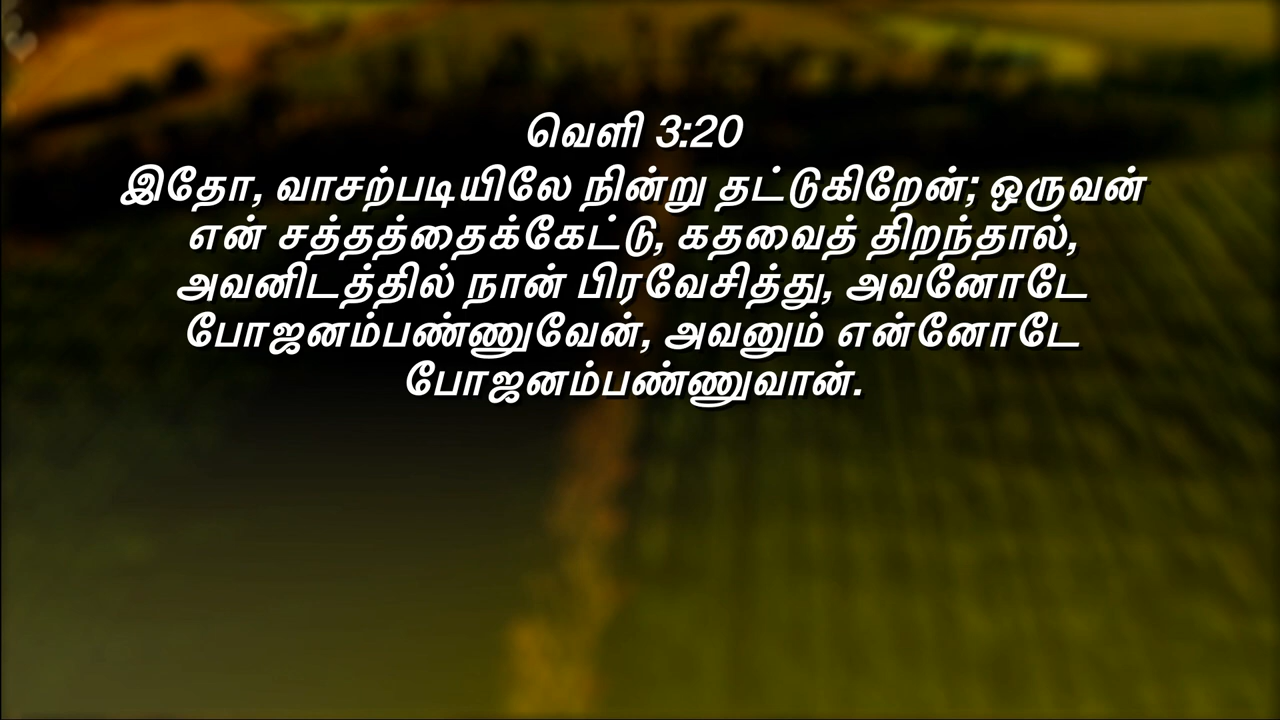 வெளி 3:20
இதோ, வாசற்படியிலே நின்று தட்டுகிறேன்; ஒருவன்
என் சத்தத்தைக்கேட்டு, கதவைத் திறந்தால்,
அவனிடத்தில் நான் பிரவேசித்து, அவனோடே
போஜனம்பண்ணுவேன், அவனும் என்னோடே
போஜனம்பண்ணுவான்.